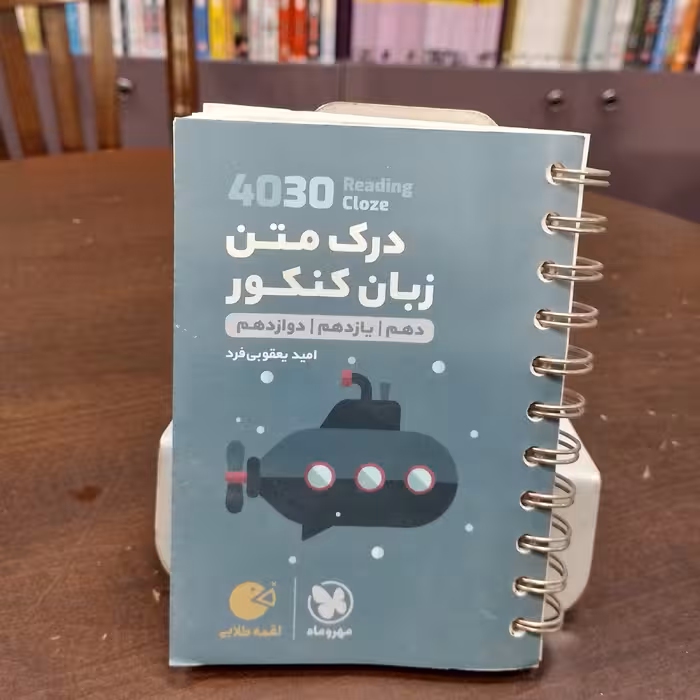 4030 Reading
Cloze
درک متن
زبان کنکور
دهم | یازدهم | دوازدهم
امید یعقوبی‌فرد
مهروماه
لقمه طلایی